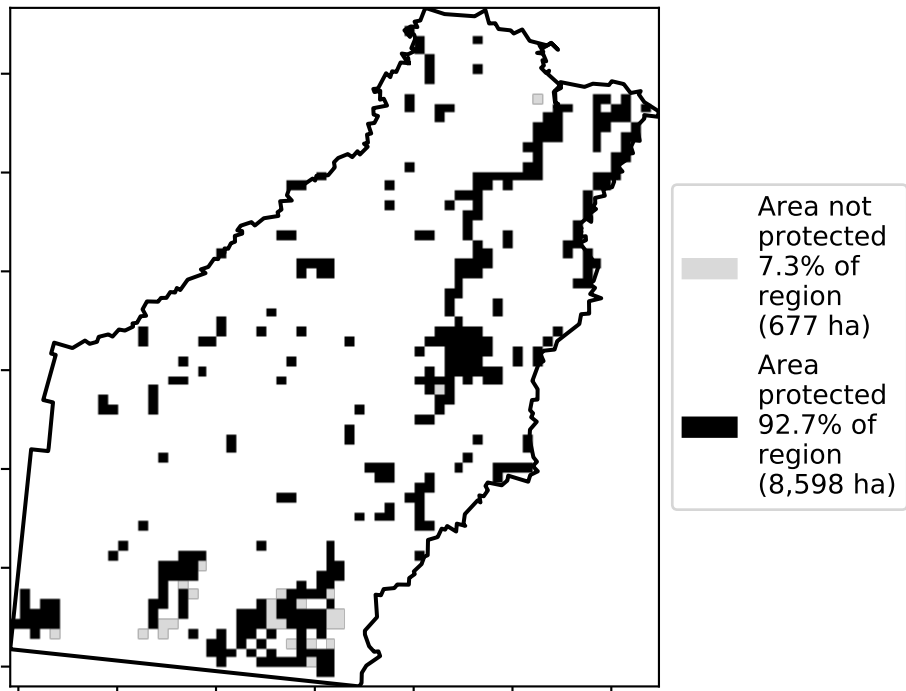 Area not
protected
7.3% of
region
(677 ha)
Area
protected
92.7% of
region
(8,598 ha)